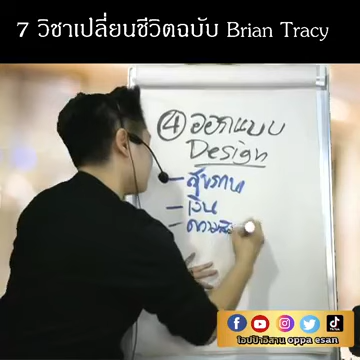 7 วิชาเปลี่ยนชีวิตฉบับ Brian Tracy
④ ออกแบบ
Design
- สุขภาพ
- เงิน
โอปป้าอีสาน oppa esan